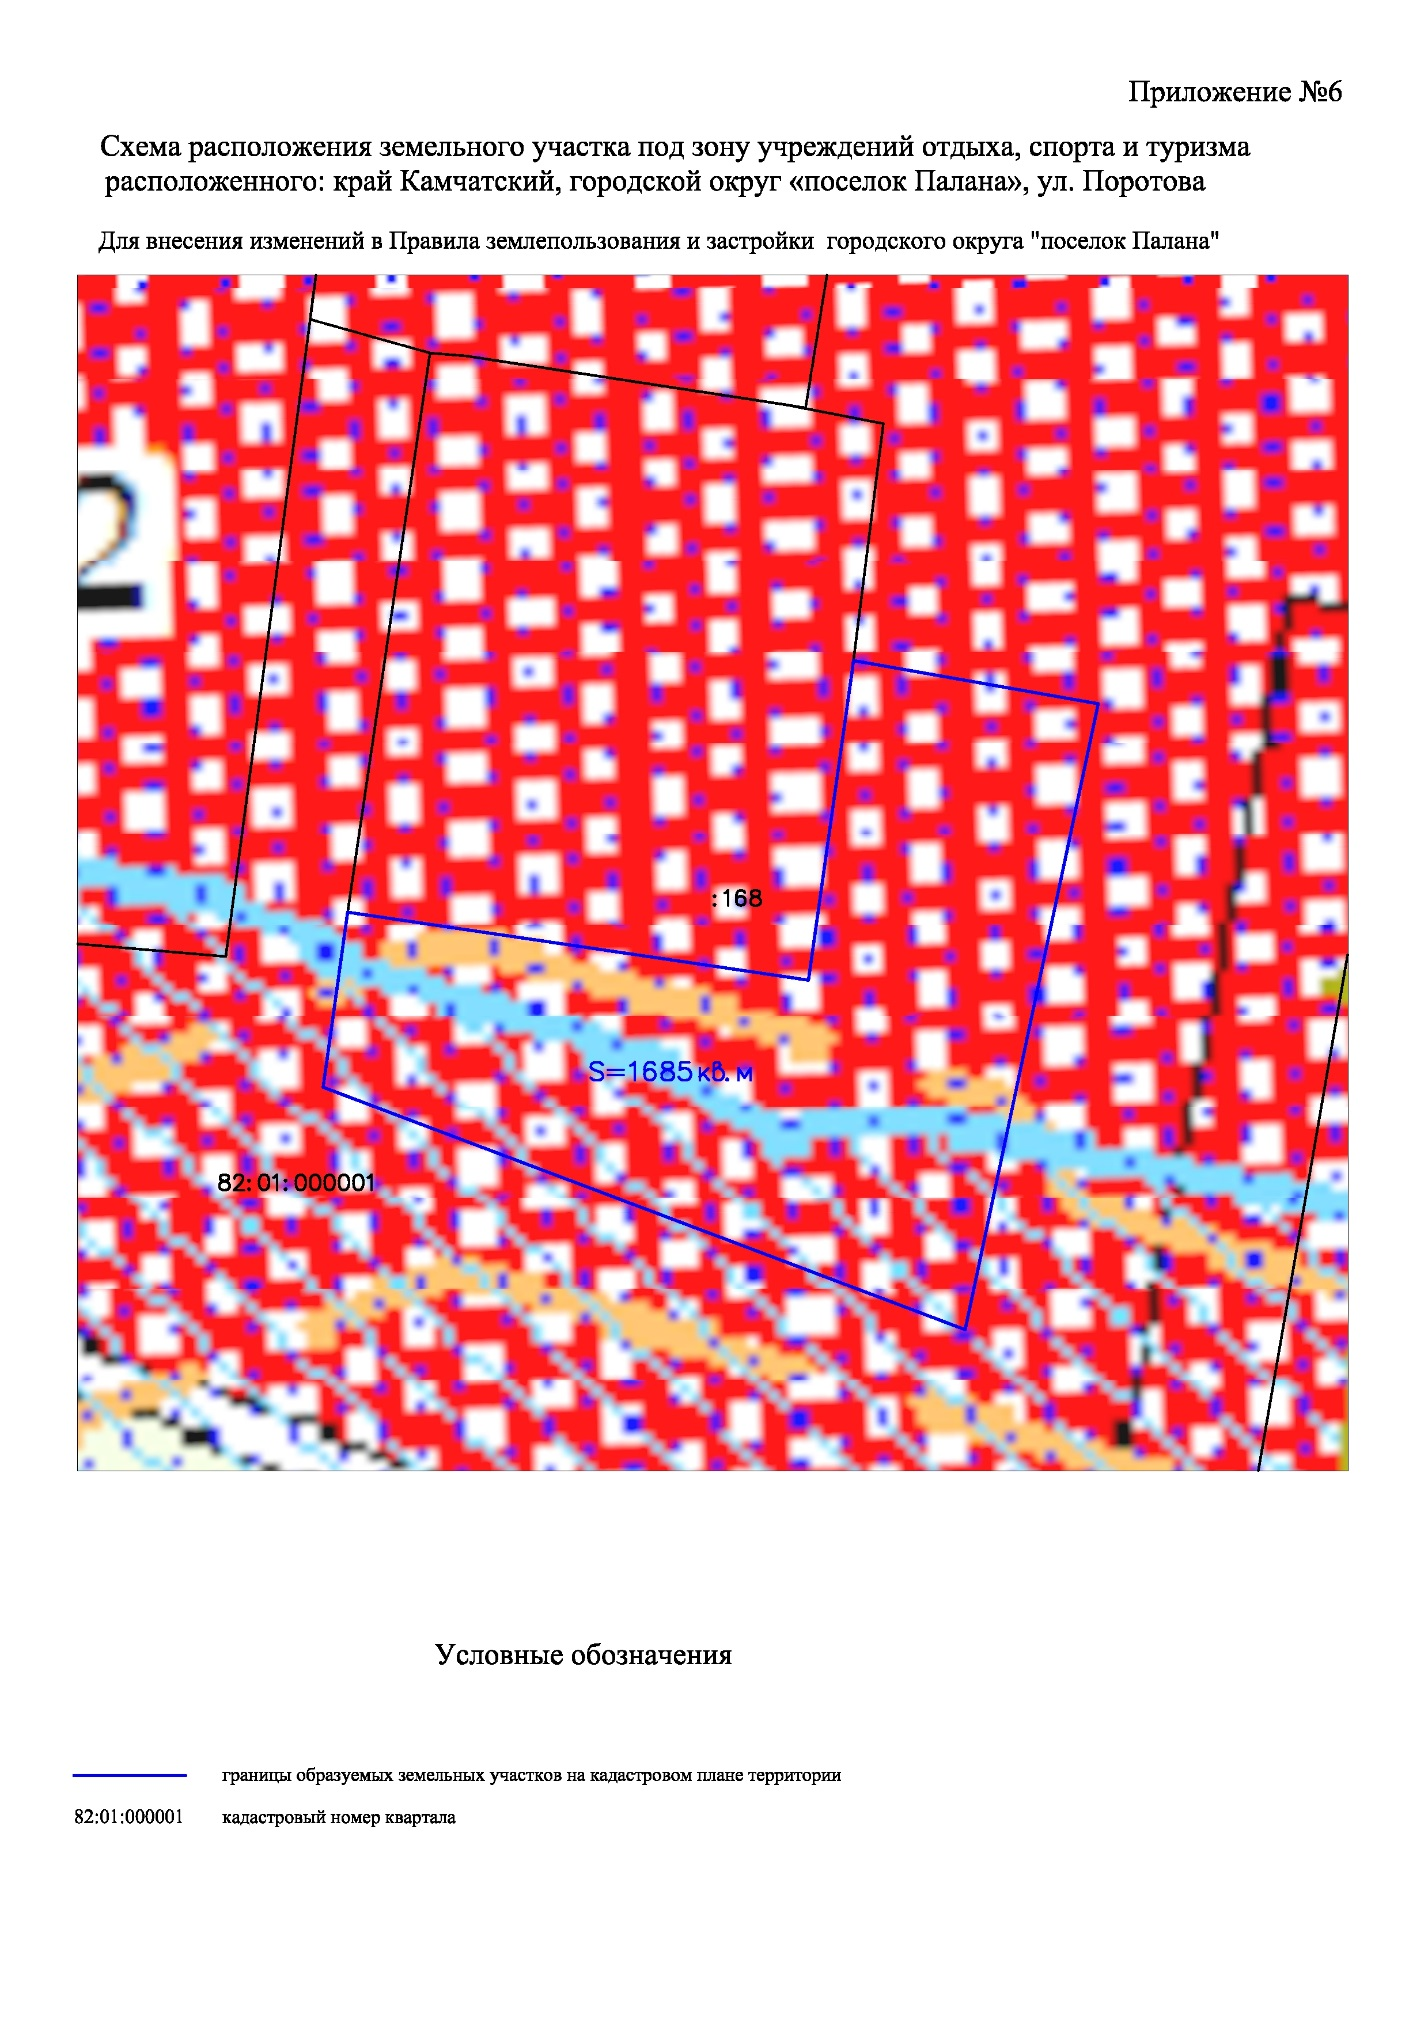 Приложение №6
Схема расположения земельного участка под зону учреждений отдыха, спорта и туризма
расположенного: край Камчатский, городской округ «поселок Палана», ул. Поротова
Для внесения изменений в Правила землепользования и застройки городского округа "поселок Палана"
2
:168
S=1685 кв. м
82:01:000001
Условные обозначения
границы образуемых земельных участков на кадастровом плане территории
82:01:000001 кадастровый номер квартала